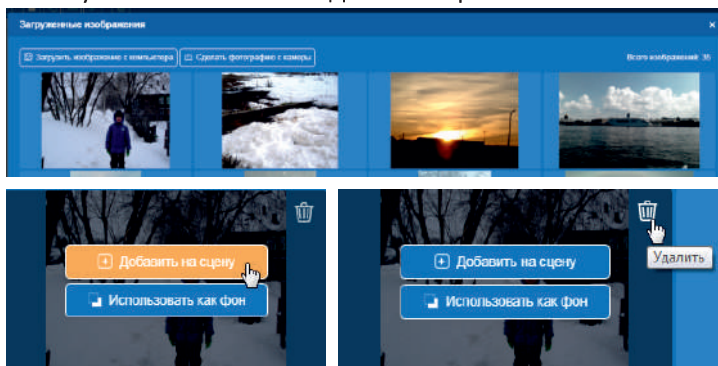 Загруженные изображения
Загрузить изображение с компьютера Сделать фотографию с камеры Всего изображений 36
Добавить на сцену
Использовать как фон
Добавить на сцену
Использовать как фон
Удалить